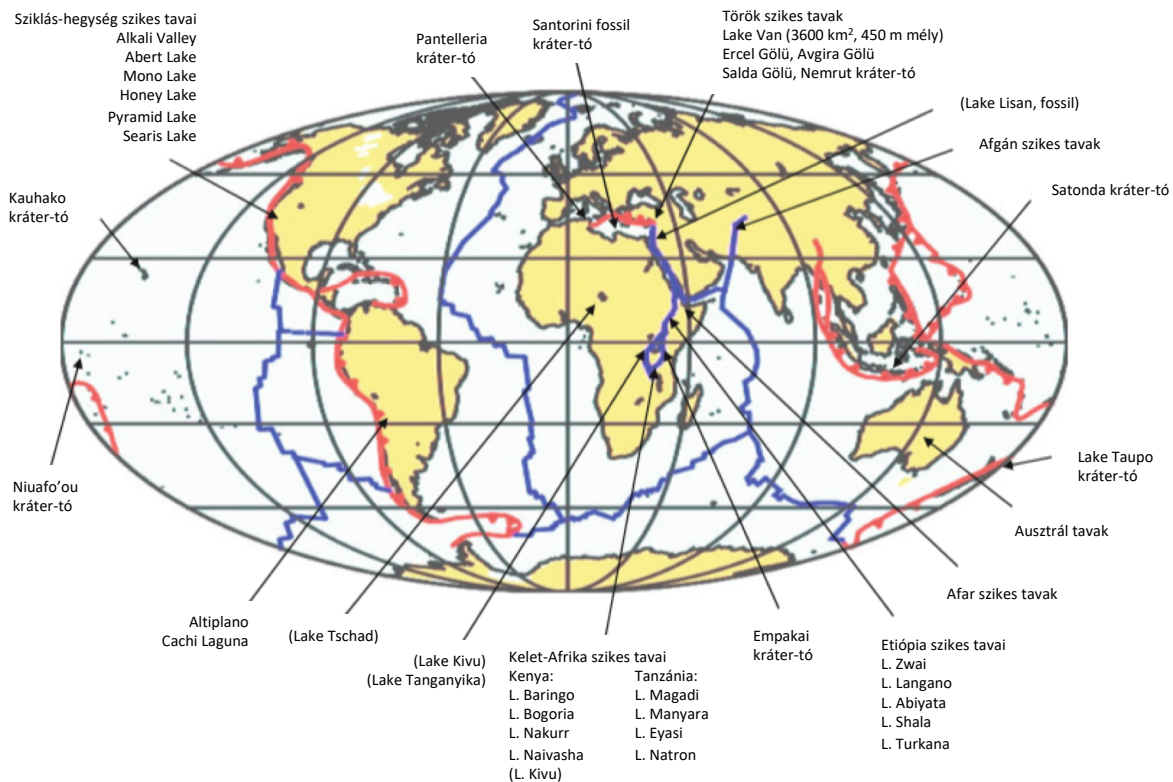 Sziklás-hegység szikes tavai
Alkali Valley
Abert Lake
Mono Lake
Honey Lake
Pyramid Lake
Searis Lake
Pantelleria
kráter-tó
Santorini fossil
kráter-tó
Török szikes tavak
Lake Van (3600 km², 450 m mély)
Ercel Gölü, Avgira Gölü
Salda Gölü, Nemrut kráter-tó
(Lake Lisan, fossil)
Afgán szikes tavak
Satonda kráter-tó
Kauhako
kráter-tó
Niuafo'ou
kráter-tó
Lake Taupo
kráter-tó
Ausztrál tavak
Afar szikes tavak
Altiplano
Cachi Laguna
(Lake Tschad)
(Lake Kivu)
(Lake Tanganyika)
Kelet-Afrika szikes tavai
Kenya:
L. Baringo
L. Bogoria
L. Nakurr
L. Naivasha
(L. Kivu)
Tanzánia:
L. Magadi
L. Manyara
L. Eyasi
L. Natron
Empakai
kráter-tó
Etiópia szikes tavai
L. Zwai
L. Langano
L. Abiyata
L. Shala
L. Turkana